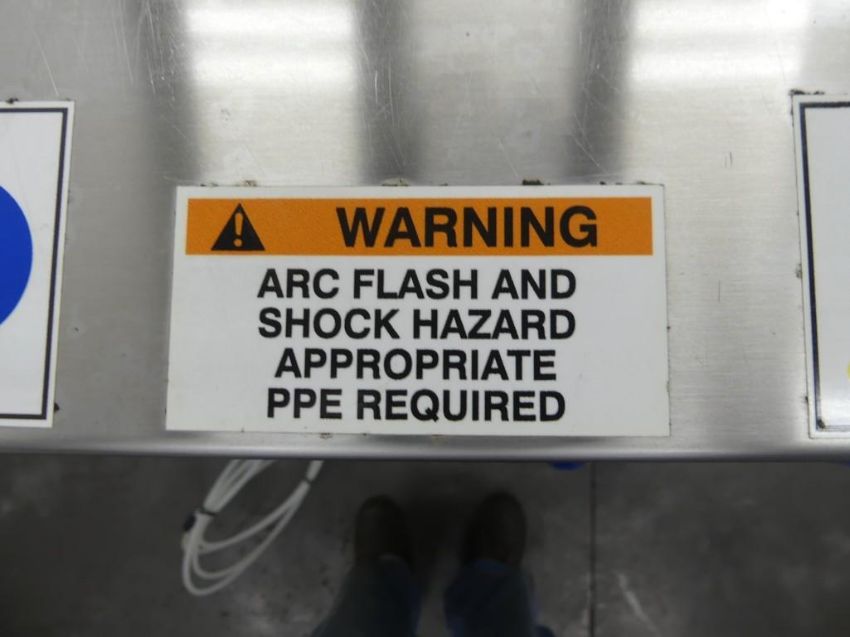 WARNING
ARC FLASH AND
SHOCK HAZARD
APPROPRIATE
PPE REQUIRED